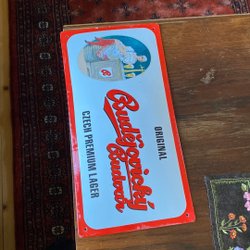 ORIGINAL
Budějovický
Budvar
CZECH PREMIUM LAGER